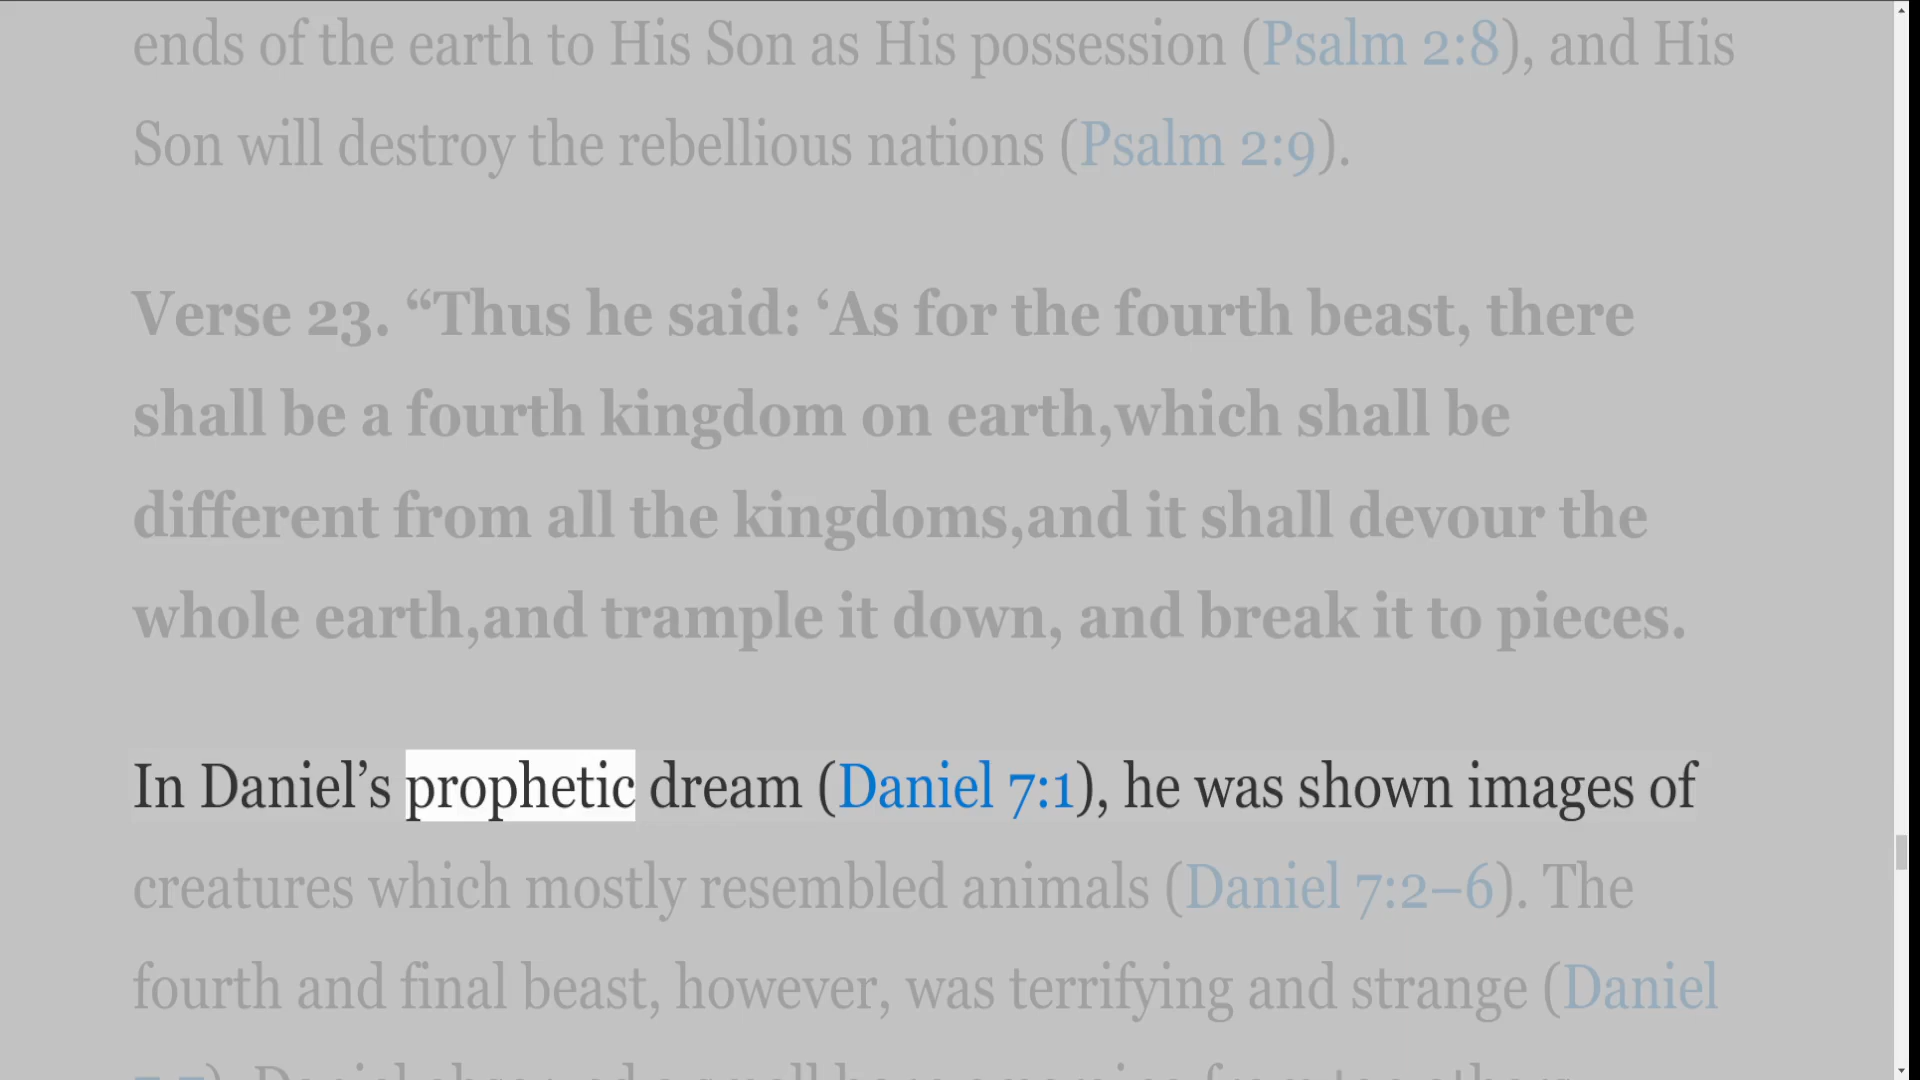 ends of the earth to His Son as His possession (Psalm 2:8), and His
Son will destroy the rebellious nations (Psalm 2:9).
Verse 23. “Thus he said: ‘As for the fourth beast, there
shall be a fourth kingdom on earth,which shall be
different from all the kingdoms,and it shall devour the
whole earth,and trample it down, and break it to pieces.
In Daniel’s prophetic dream (Daniel 7:1), he was shown images of
creatures which mostly resembled animals (Daniel 7:2–6). The
fourth and final beast, however, was terrifying and strange (Daniel